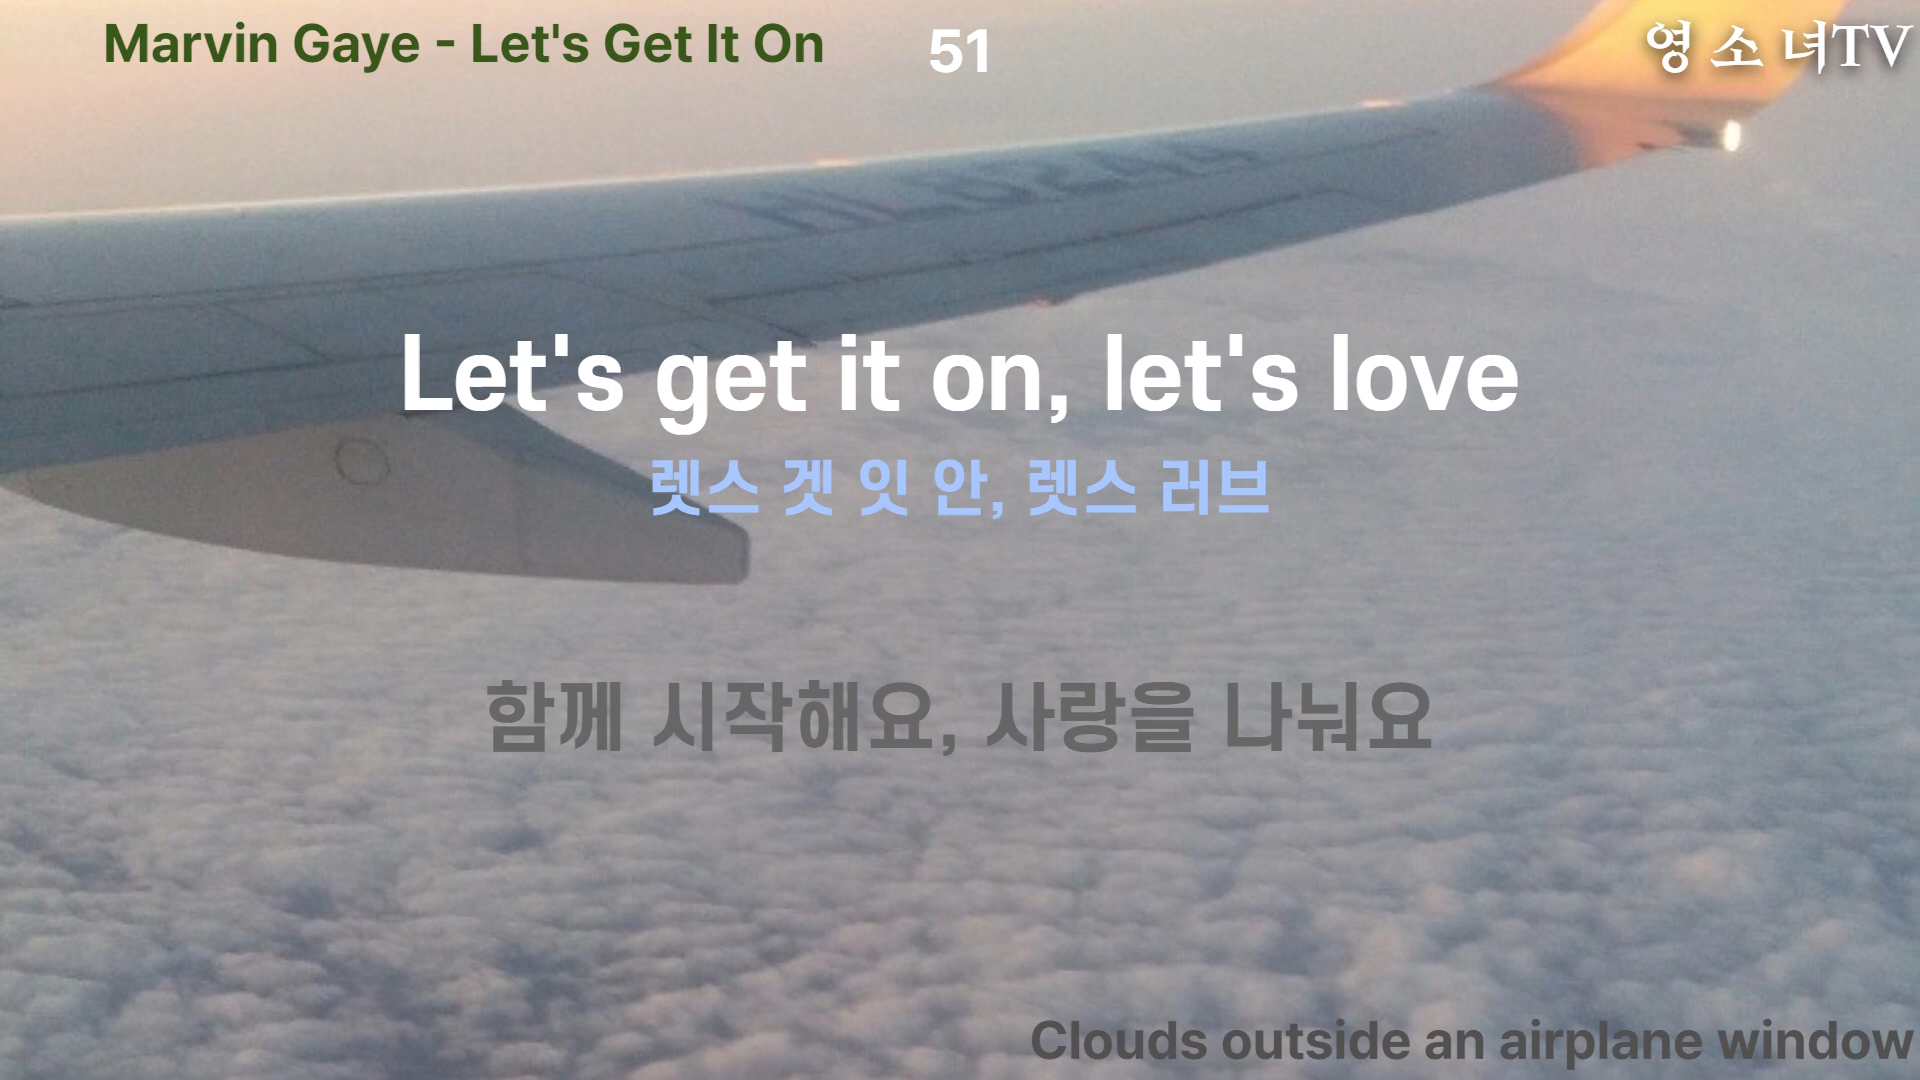 Marvin Gaye - Let's Get It On
51
영 소 녀TV
Let's get it on, let's love
렛스 겟 잇 안, 렛스 러브
함께 시작해요, 사랑을 나눠요
Clouds outside an airplane window